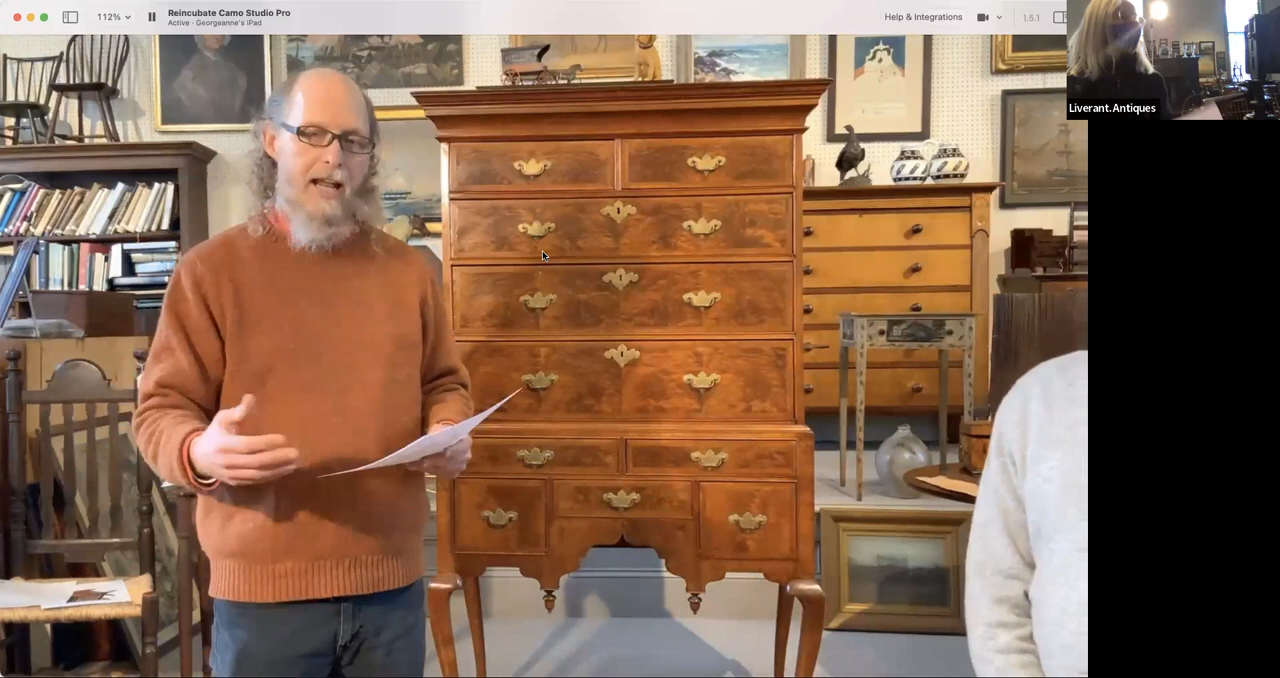 112%
Reincubate Camo Studio Pro
Active · Georgeanne's iPad
Help & Integrations
1.5.1
Liverant.Antiques